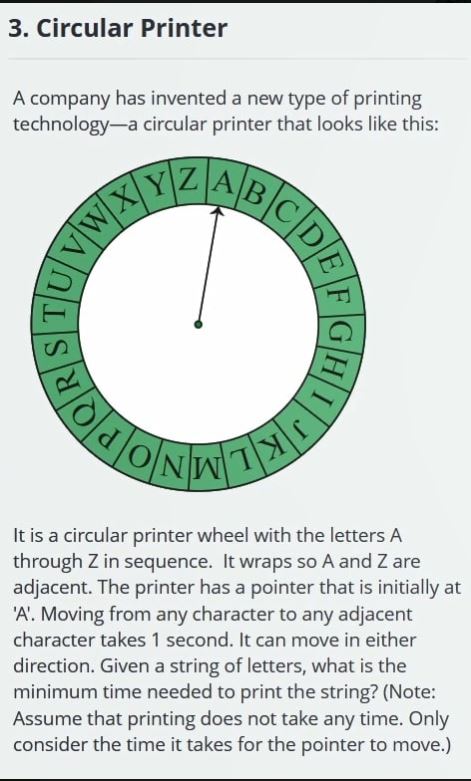 3. Circular Printer
A company has invented a new type of printing
technology—a circular printer that looks like this:
A B C D E F G H I J K L M N O P Q R S T U V W X Y Z
It is a circular printer wheel with the letters A
through Z in sequence.  It wraps so A and Z are
adjacent. The printer has a pointer that is initially at
'A'. Moving from any character to any adjacent
character takes 1 second. It can move in either
direction. Given a string of letters, what is the
minimum time needed to print the string? (Note:
Assume that printing does not take any time. Only
consider the time it takes for the pointer to move.)